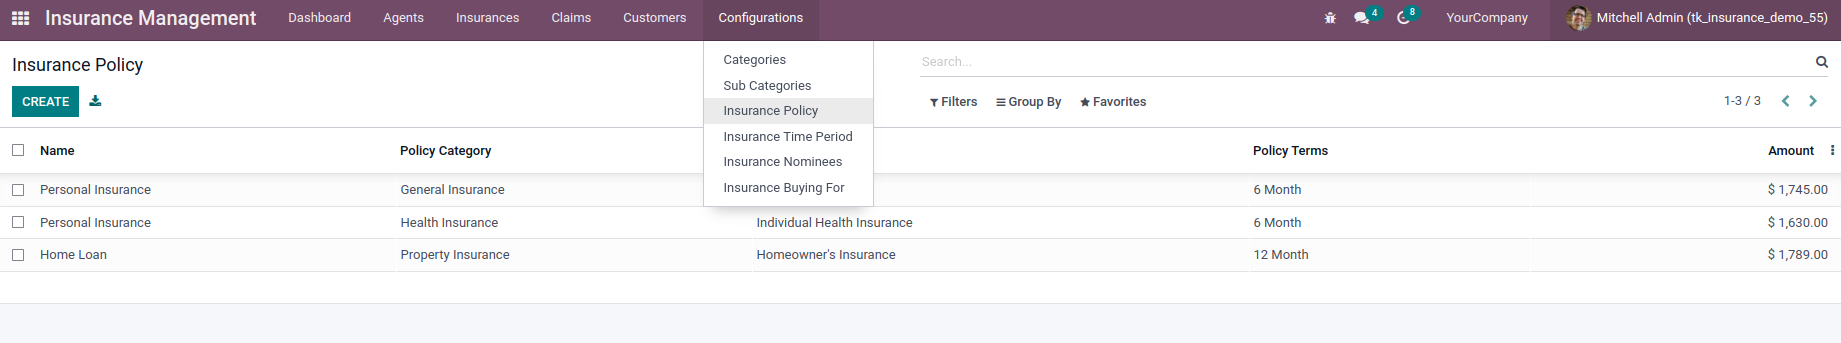 Insurance Management Dashboard Agents Insurances Claims Customers Configurations 4 8 YourCompany Mitchell Admin (tk_insurance_demo_55)
Insurance Policy
Search...
CREATE
Filters Group By Favorites 1-3 / 3
Categories
Sub Categories
Insurance Policy
Insurance Time Period
Insurance Nominees
Insurance Buying For
Name Policy Category Policy Terms Amount
Personal Insurance General Insurance 6 Month $ 1,745.00
Personal Insurance Health Insurance Individual Health Insurance 6 Month $ 1,630.00
Home Loan Property Insurance Homeowner's Insurance 12 Month $ 1,789.00